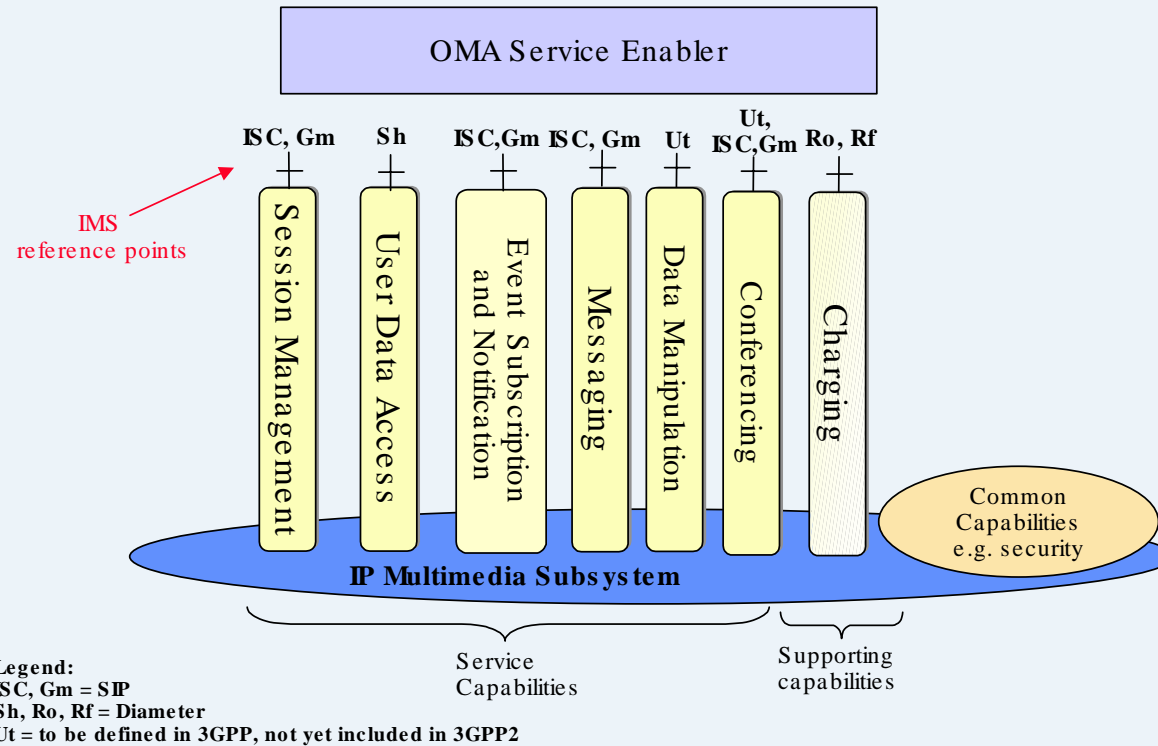 OMA Service Enabler
ISC, Gm
Sh
ISC,Gm
ISC, Gm
Ut
Ut,
ISC,Gm
Ro, Rf
IMS
reference points
Session Management
User Data Access
Event Subscription
and Notification
Messaging
Data Manipulation
Conferencing
Charging
Common
Capabilities
e.g. security
IP Multimedia Subsystem
Service
Capabilities
Supporting
capabilities
Legend:
ISC, Gm = SIP
Sh, Ro, Rf = Diameter
Ut = to be defined in 3GPP, not yet included in 3GPP2